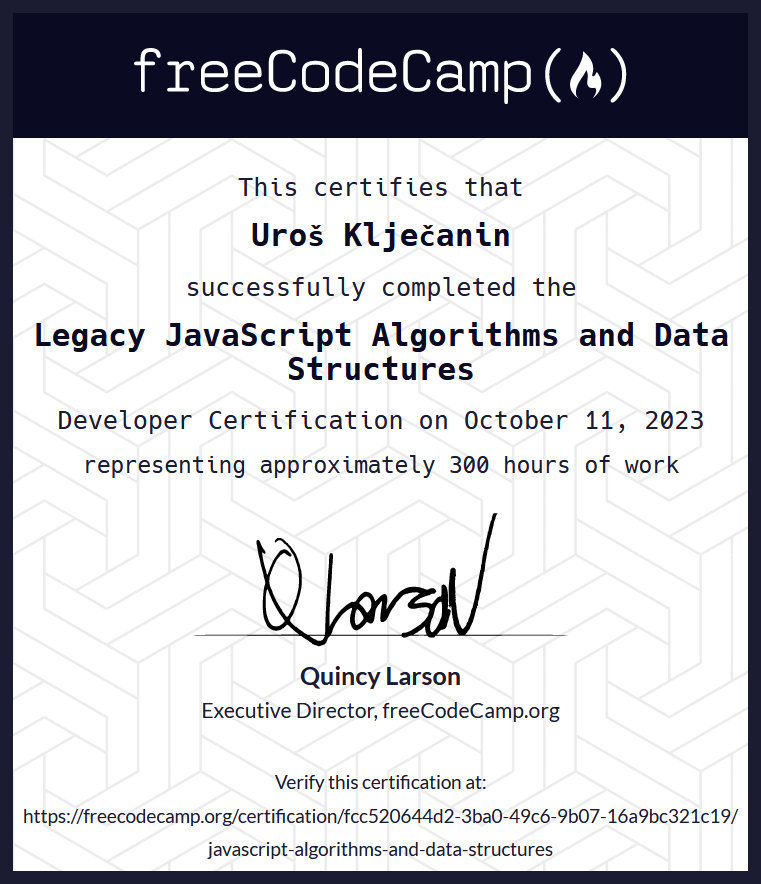 freeCodeCamp
This certifies that
Uroš Klječanin
successfully completed the
Legacy JavaScript Algorithms and Data
Structures
Developer Certification on October 11, 2023
representing approximately 300 hours of work
Q Larson
Quincy Larson
Executive Director, freeCodeCamp.org
Verify this certification at:
https://freecodecamp.org/certification/fcc520644d2-3ba0-49c6-9b07-16a9bc321c19/
javascript-algorithms-and-data-structures